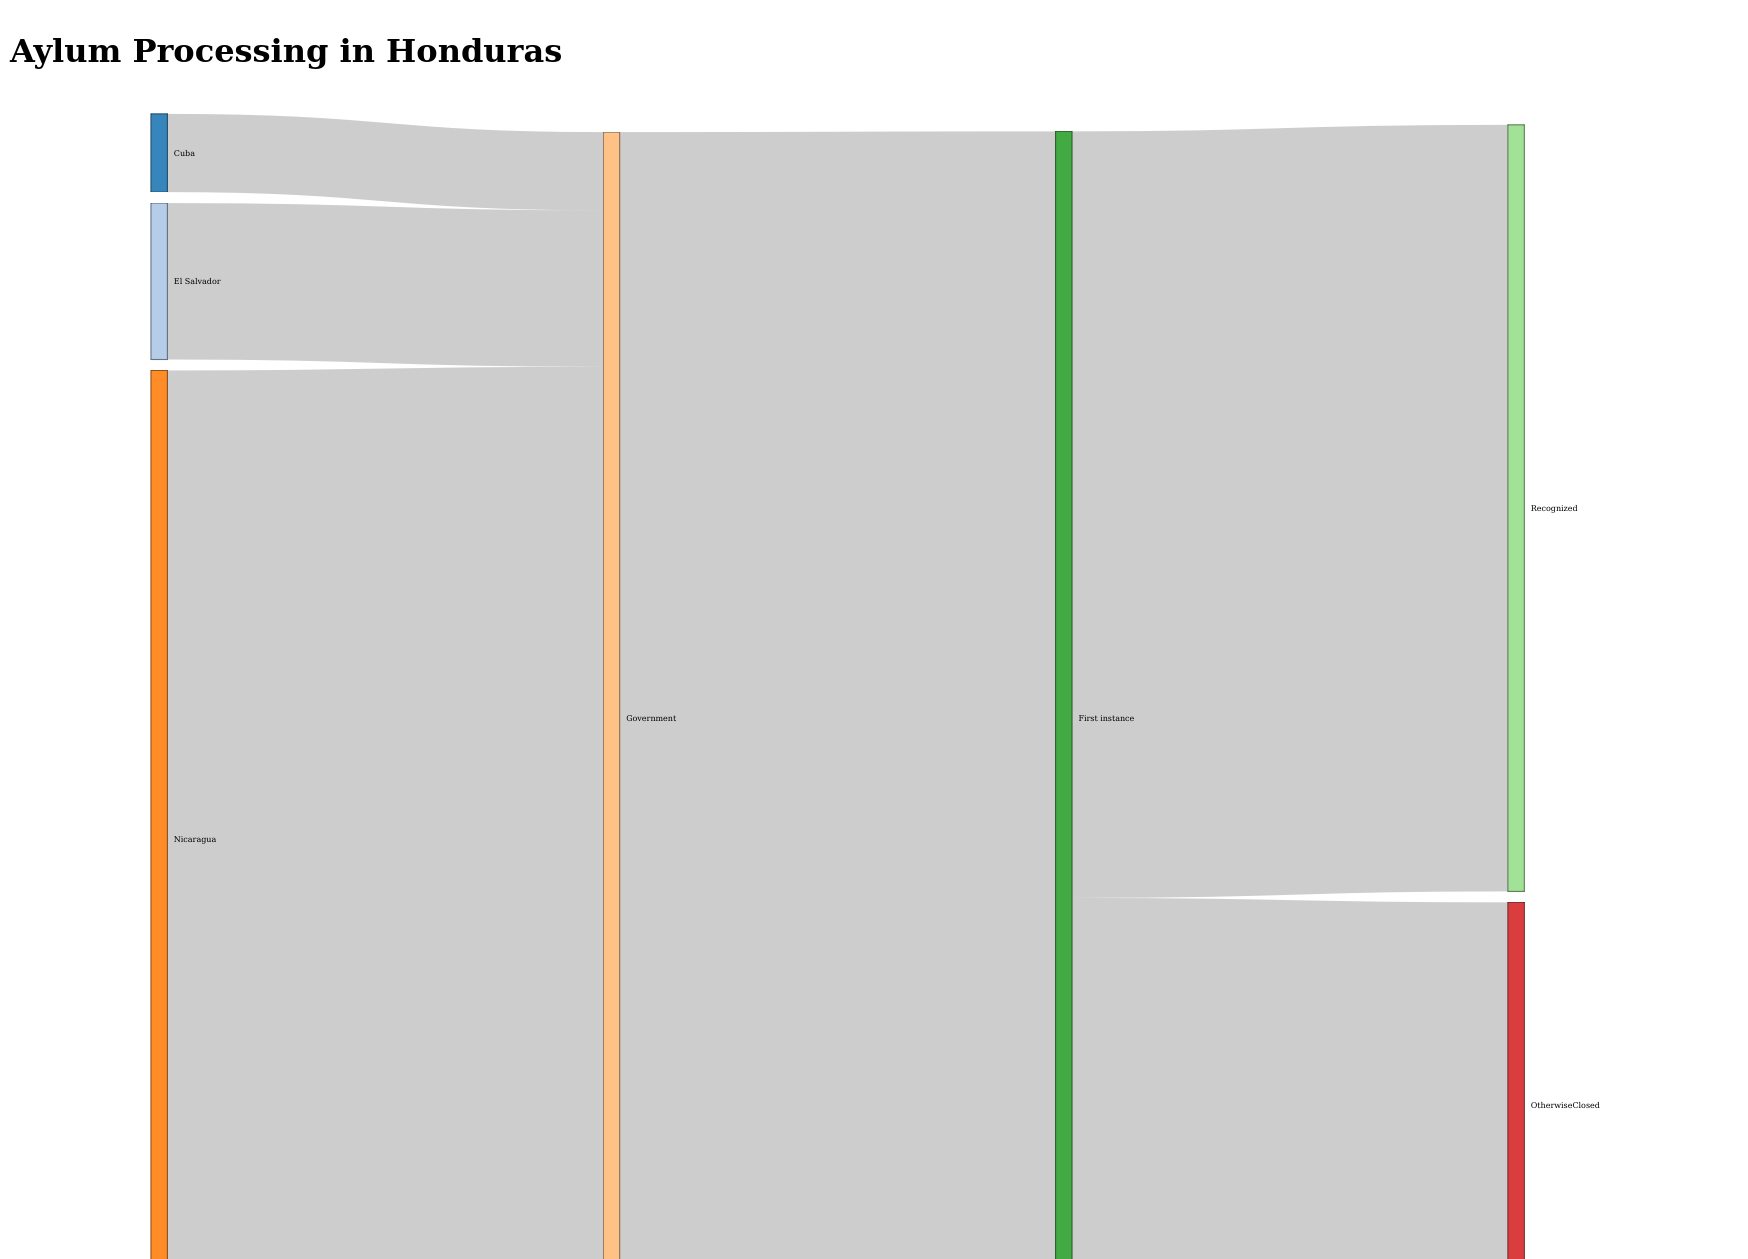 Aylum Processing in Honduras
Cuba
El Salvador
Recognized
Government
First instance
Nicaragua
OtherwiseClosed